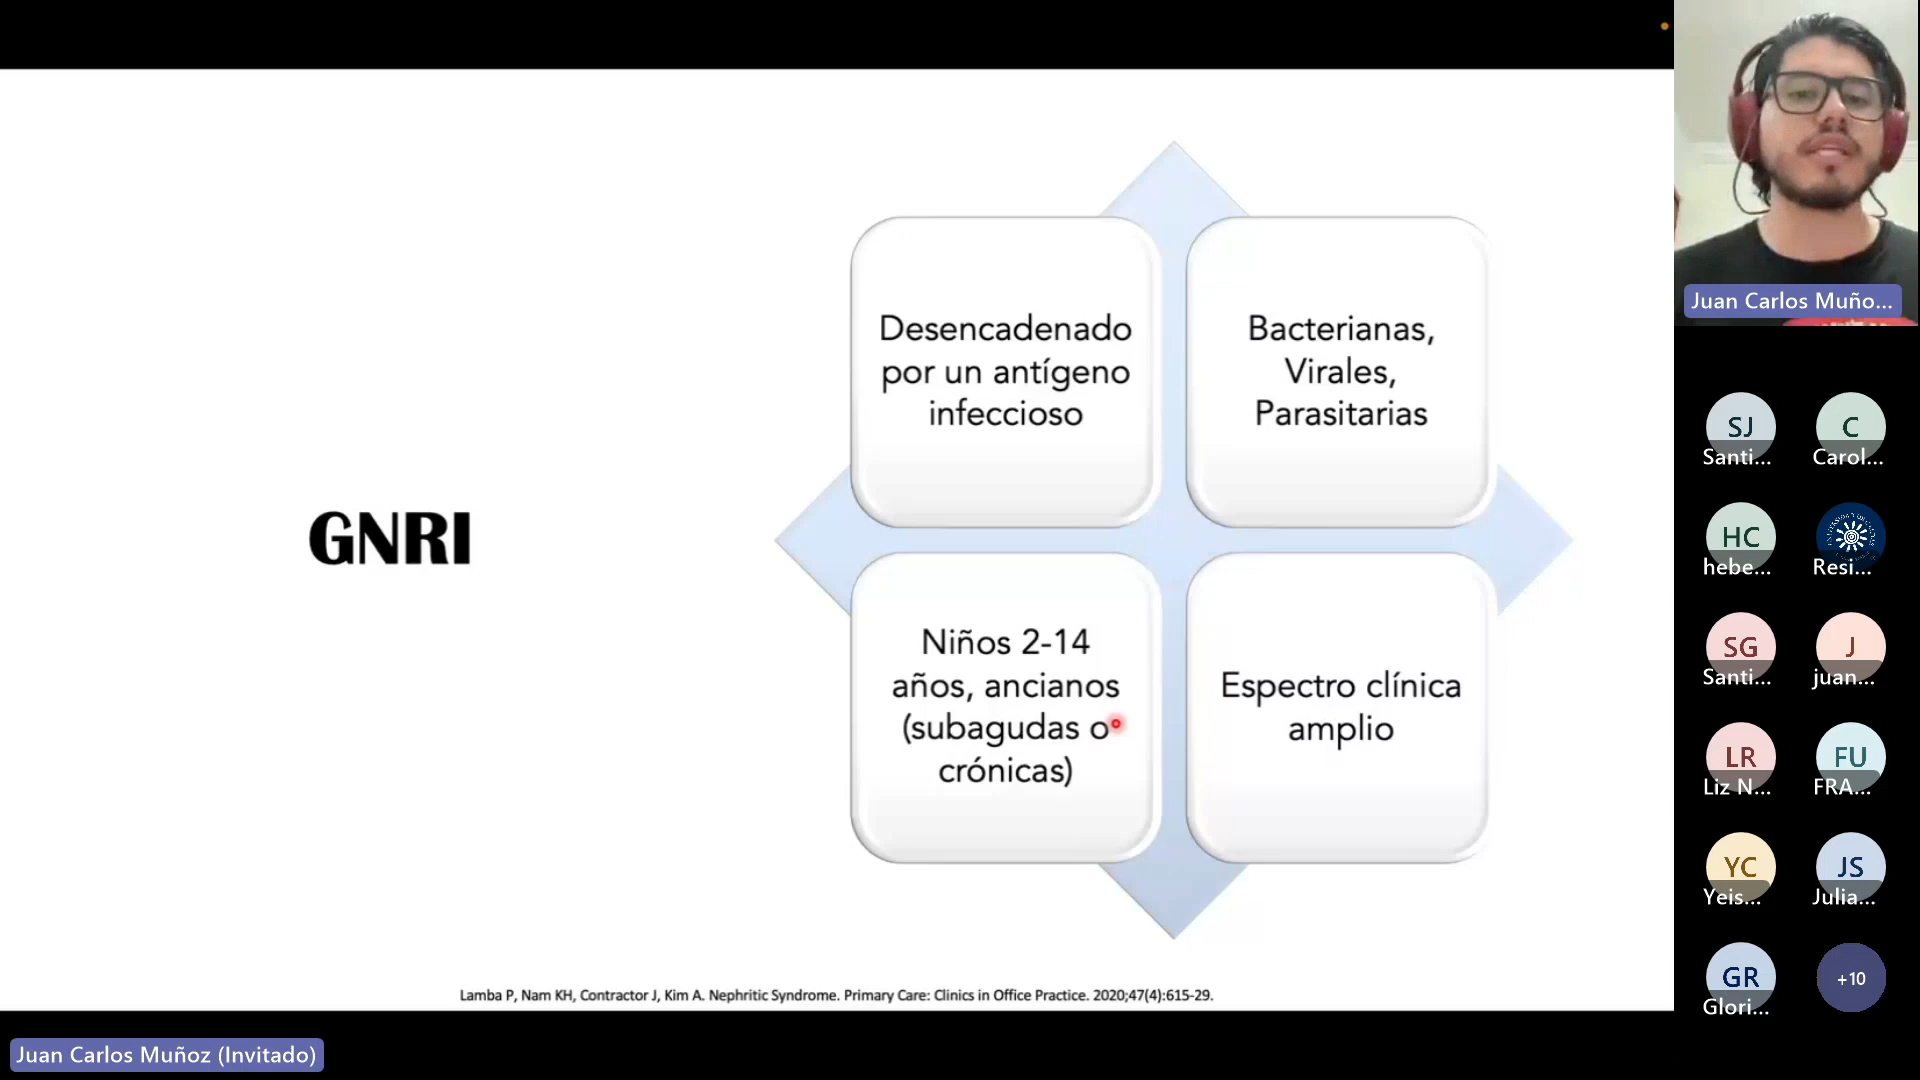 Desencadenado
por un antígeno
infeccioso
Bacterianas,
Virales,
Parasitarias
GNRI
Niños 2-14
años, ancianos
(subagudas o
crónicas)
Espectro clínica
amplio
Lamba P, Nam KH, Contractor J, Kim A. Nephritic Syndrome. Primary Care: Clinics in Office Practice. 2020;47(4):615-29.
Juan Carlos Muñoz (Invitado)
Juan Carlos Muño...
SJ
Santi...
C
Carol...
HC
hebe...
Resi...
SG
Santi...
J
juan...
LR
Liz N...
FU
FRA...
YC
Yeis...
JS
Julia...
GR
Glori...
+10